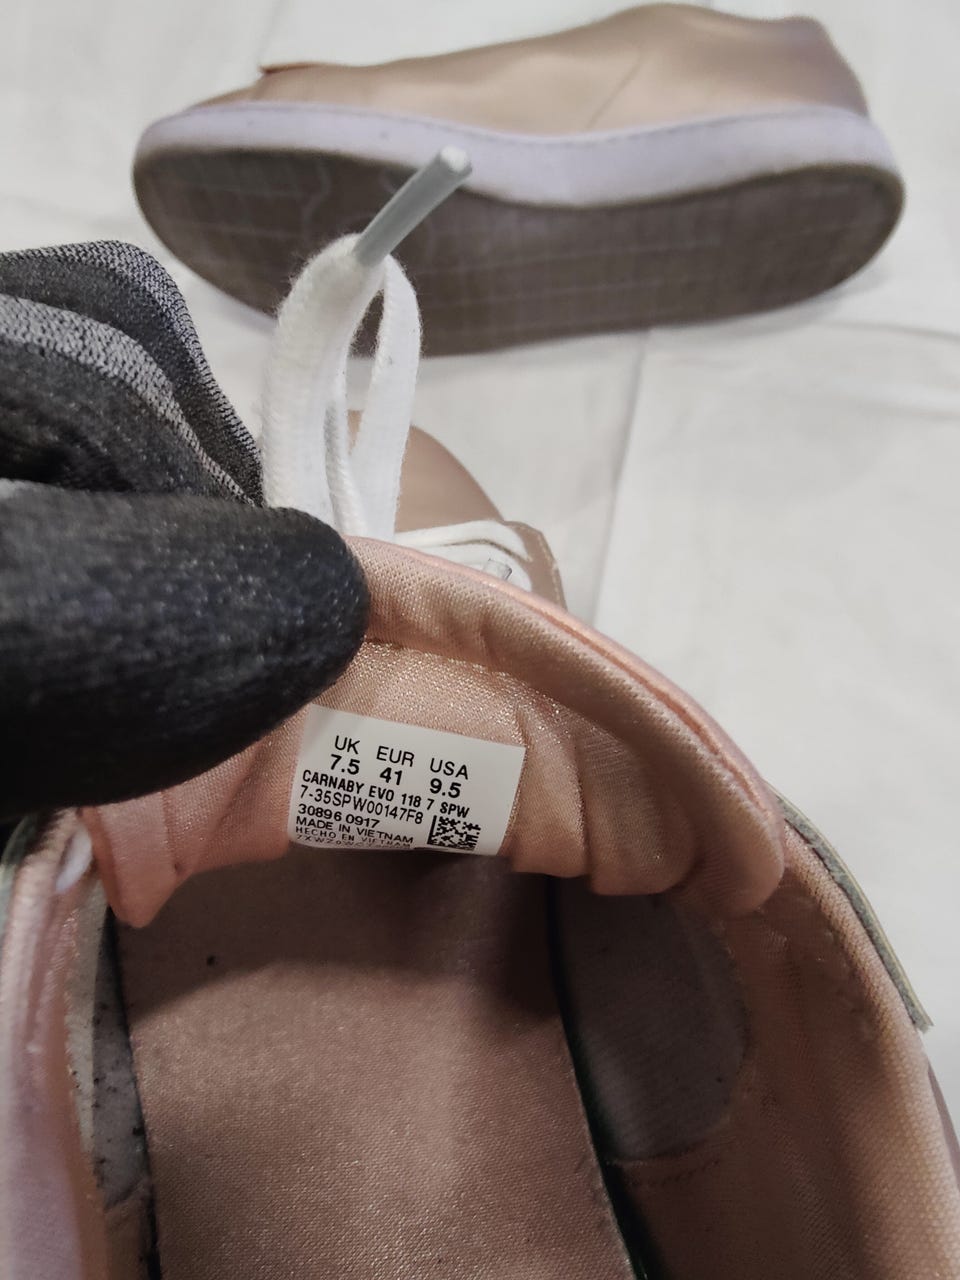 UK EUR USA
7.5 41 9.5
CARNABY EVO 118 7 SPW
7-35SPW00147F8
30896 0917
MADE IN VIETNAM
HECHO EN VIETNAM